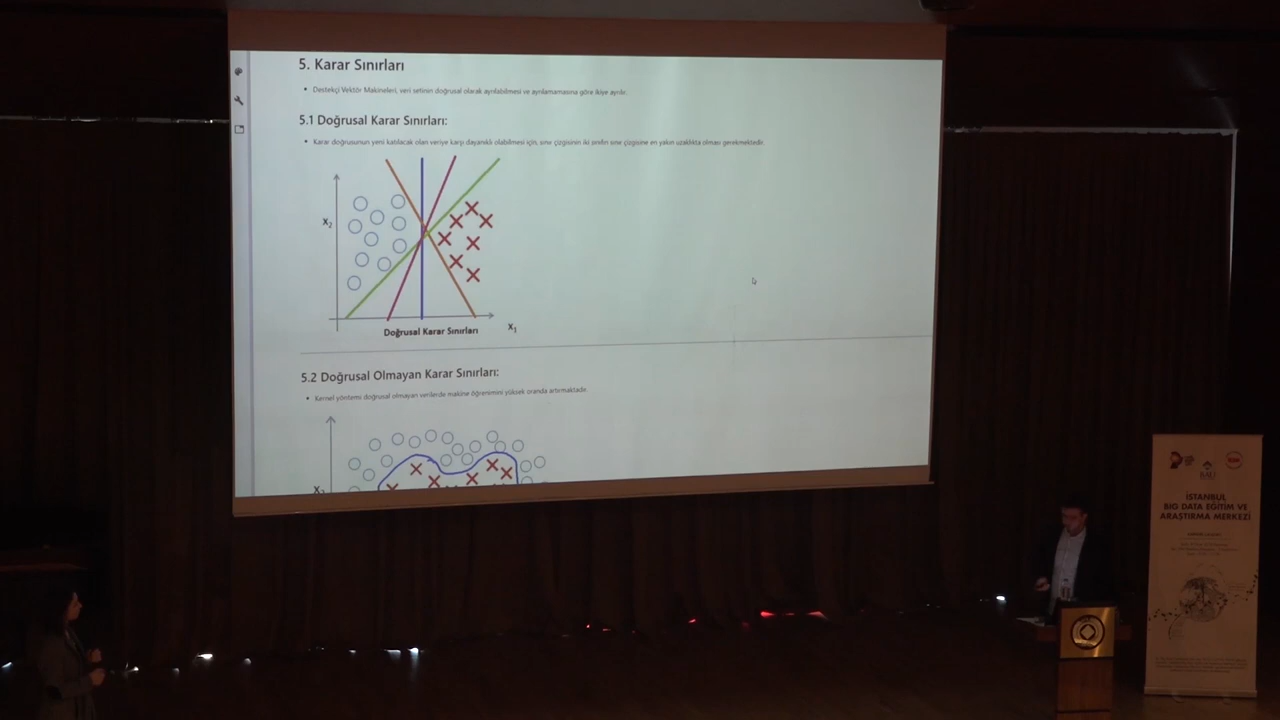 5. Karar Sınırları
• Destekçi Vektör Makineleri, veri setinin doğrusal olarak ayrılabilmesi ve ayrılamamasına göre ikiye ayrılır.
5.1 Doğrusal Karar Sınırları:
• Karar doğrusunun yeni katılacak olan veriye karşı dayanıklı olabilmesi için, sınır çizgisinin iki sınıfın sınır çizgisine en yakın uzaklıkta olması gerekmektedir.
X2
Doğrusal Karar Sınırları
X1
5.2 Doğrusal Olmayan Karar Sınırları:
• Kernel yöntemi doğrusal olmayan verilerde makine öğrenimini yüksek oranda artırmaktadır.
X2
BAU
İSTANBUL
BIG DATA EĞİTİM VE
ARAŞTIRMA MERKEZİ